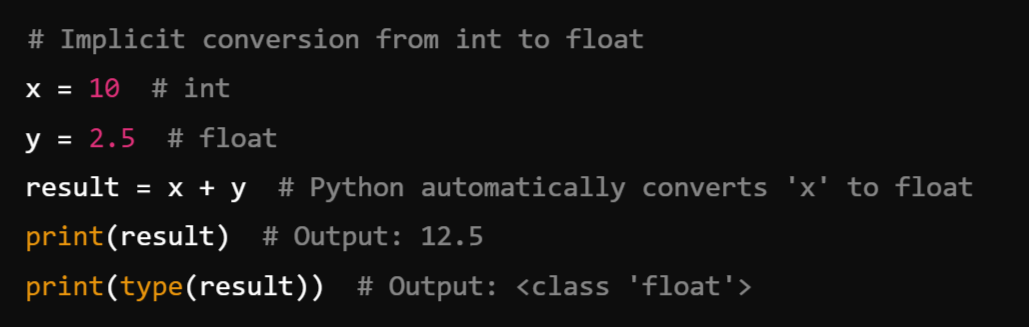 # Implicit conversion from int to float
x = 10  # int
y = 2.5  # float
result = x + y  # Python automatically converts 'x' to float
print(result)  # Output: 12.5
print(type(result))  # Output: <class 'float'>